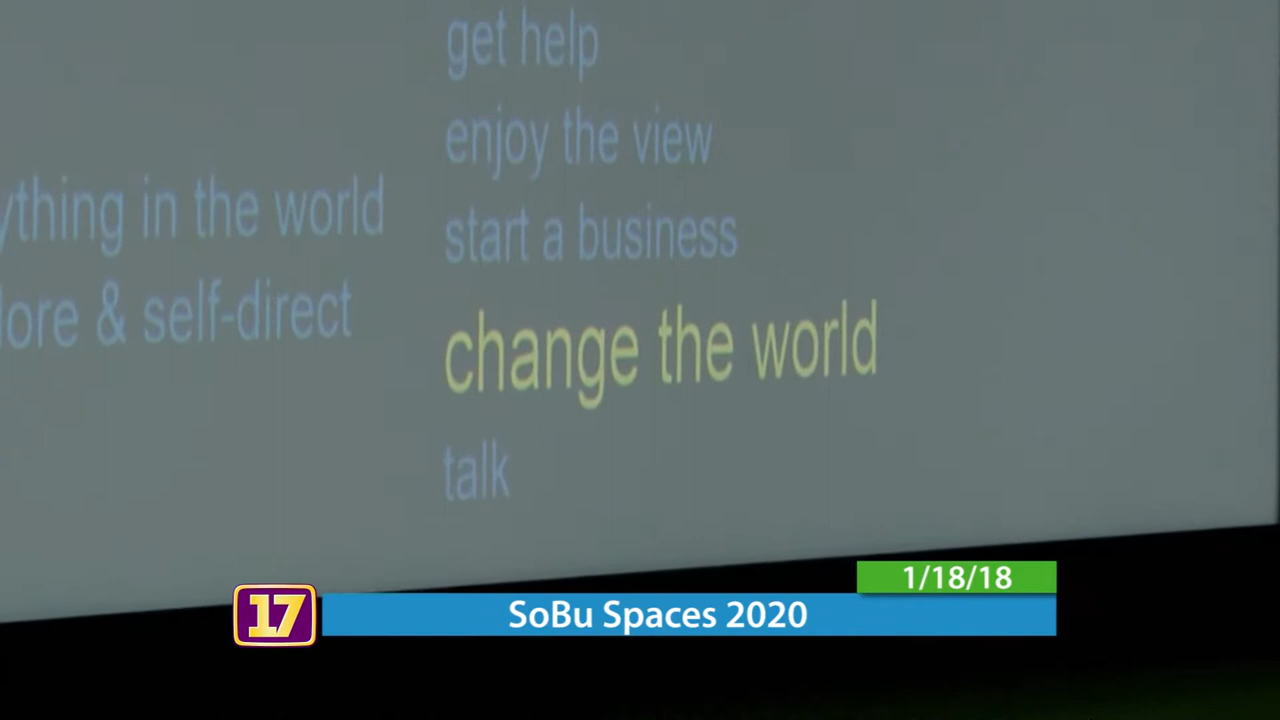 get help
enjoy the view
ything in the world
start a business
lore & self-direct
change the world
talk
1/18/18
17
SoBu Spaces 2020